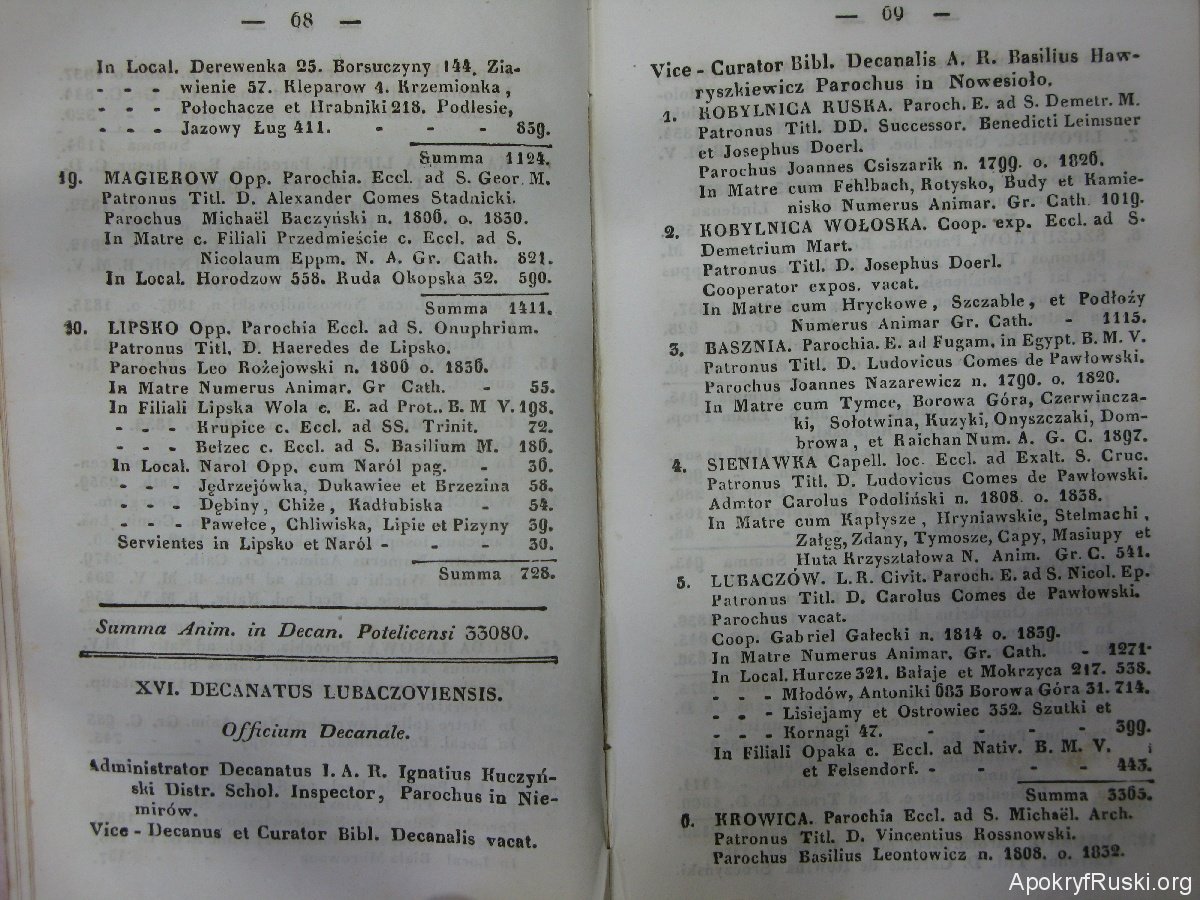 — 68 —
In Local. Derewenka 25. Borsuczyny 144. Zia-
- - - wienie 57. Kleparow 4. Krzemionka,
- - - Połochacze et Hrabniki 218. Podlesie,
- - - Jazowy Ług 411. - - - 859.
Summa 1124.
19. MAGIEROW Opp. Parochia. Eccl. ad S. Geor. M.
Patronus Titl. D. Alexander Comes Stadnicki.
Parochus Michaël Baczyński n. 1806. o. 1830.
In Matre c. Filiali Przedmieście c. Eccl. ad S.
Nicolaum Eppm. N. A. Gr. Cath. 821.
In Local. Horodzow 558. Ruda Okopska 32. 590.
Summa 1411.
30. LIPSKO Opp. Parochia Eccl. ad S. Onuphrium.
Patronus Titl. D. Haeredes de Lipsko.
Parochus Leo Rożejowski n. 1800 o. 1836.
In Matre Numerus Animar. Gr Cath. - 55.
In Filiali Lipska Wola c. E. ad Prot.. B. M V. 198.
- - - Krupice c. Eccl. ad SS. Trinit. 72.
- - - Bełzec c. Eccl. ad S. Basilium M. 186.
In Local. Narol Opp. cum Naról pag. - 36.
- - - Jędrzejówka, Dukawiee et Brzezina 58.
- - - Dębiny, Chiże, Kadłubiska - 54.
- - - Pawełce, Chliwiska, Lipie et Pizyny 39.
Servientes in Lipsko et Naról - - - 30.
Summa 728.
Summa Anim. in Decan. Potelicensi 33080.
XVI. DECANATUS LUBACZOVIENSIS.
Officium Decanale.
Administrator Decanatus I. A. R. Ignatius Kuczyń-
ski Distr. Schol. Inspector, Parochus in Nie-
mirów.
Vice - Decanus et Curator Bibl. Decanalis vacat.
— 69 —
Vice - Curator Bibl. Decanalis A. R. Basilius Haw-
ryszkiewicz Parochus in Nowesioło.
1. KOBYLNICA RUSKA. Paroch. E. ad S. Demetr. M.
Patronus Titl. DD. Successor. Benedicti Leimsner
et Josephus Doerl.
Parochus Joannes Csiszarik n. 1799. o. 1826.
In Matre cum Fehlbach, Rotysko, Budy et Kamie-
nisko Numerus Animar. Gr. Cath. 1019.
2. KOBYLNICA WOŁOSKA. Coop. exp. Eccl. ad S.
Demetrium Mart.
Patronus Titl. D. Josephus Doerl.
Cooperator expos. vacat.
In Matre cum Hryckowe, Szczable, et Podłoży
Numerus Animar Gr. Cath. - 1115.
3. BASZNIA. Parochia. E. ad Fugam. in Egypt. B. M. V.
Patronus Titl. D. Ludovicus Comes de Pawłowski.
Parochus Joannes Nazarewicz n. 1790. o. 1820.
In Matre cum Tymce, Borowa Góra, Czerwincza-
ki, Sołotwina, Kuzyki, Onyszczaki, Dom-
browa, et Raichan Num. A. G. C. 1897.
4. SIENIAWKA Capell. loc. Eccl. ad Exalt. S. Cruc.
Patronus Titl. D. Ludovicus Comes de Pawłowski.
Admtor Carolus Podoliński n. 1808. o. 1838.
In Matre cum Kapłysze, Hryniawskie, Stelmachi,
Załęg, Zdany, Tymosze, Capy, Masiupy et
Huta Krzyształowa N. Anim. Gr. C. 541.
5. LUBACZÓW. L. R. Civit. Paroch. E. ad S. Nicol. Ep.
Patronus Titl. D. Carolus Comes de Pawłowski.
Parochus vacat.
Coop. Gabriel Gałecki n. 1814 o. 1839.
In Matre Numerus Animar. Gr. Cath. - 1271.
In Local. Hurcze 321. Bałaje et Mokrzyca 217. 538.
- - - Młodów, Antoniki 683 Borowa Góra 31. 714.
- - - Lisiejamy et Ostrowiec 352. Szutki et
- - - Kornagi 47. - - - - 399.
In Filiali Opaka c. Eccl. ad Nativ. B. M. V.
et Felsendorf. - - - - 443.
Summa 3365.
6. KROWICA. Parochia Eccl. ad S. Michaël. Arch.
Patronus Titl. D. Vincentius Rossnowski.
Parochus Basilius Leontowicz n. 1808. o. 1832.
ApokryfRuski.org